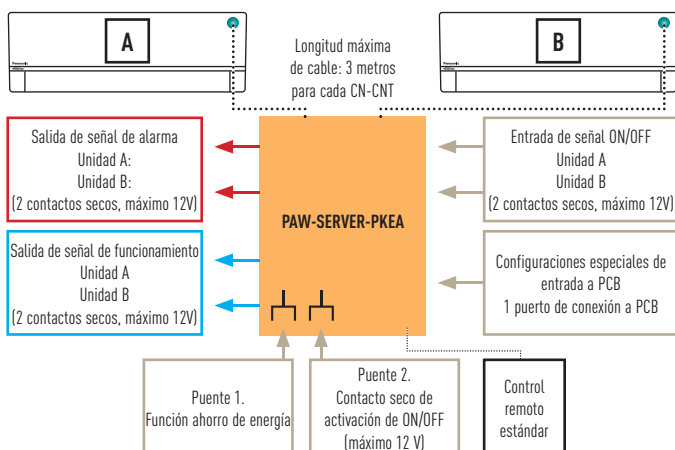 Panasonic
A
Longitud máxima
de cable: 3 metros
para cada CN-CNT
Panasonic
B
Salida de señal de alarma
Unidad A:
Unidad B:
(2 contactos secos, máximo 12V)
Salida de señal de funcionamiento
Unidad A
Unidad B
(2 contactos secos, máximo 12V)
PAW-SERVER-PKEA
Entrada de señal ON/OFF
Unidad A
Unidad B
(2 contactos secos, máximo 12V)
Configuraciones especiales de
entrada a PCB
1 puerto de conexión a PCB
Puente 1.
Función ahorro de energía
Puente 2.
Contacto seco de
activación de ON/OFF
(máximo 12 V)
Control
remoto
estándar